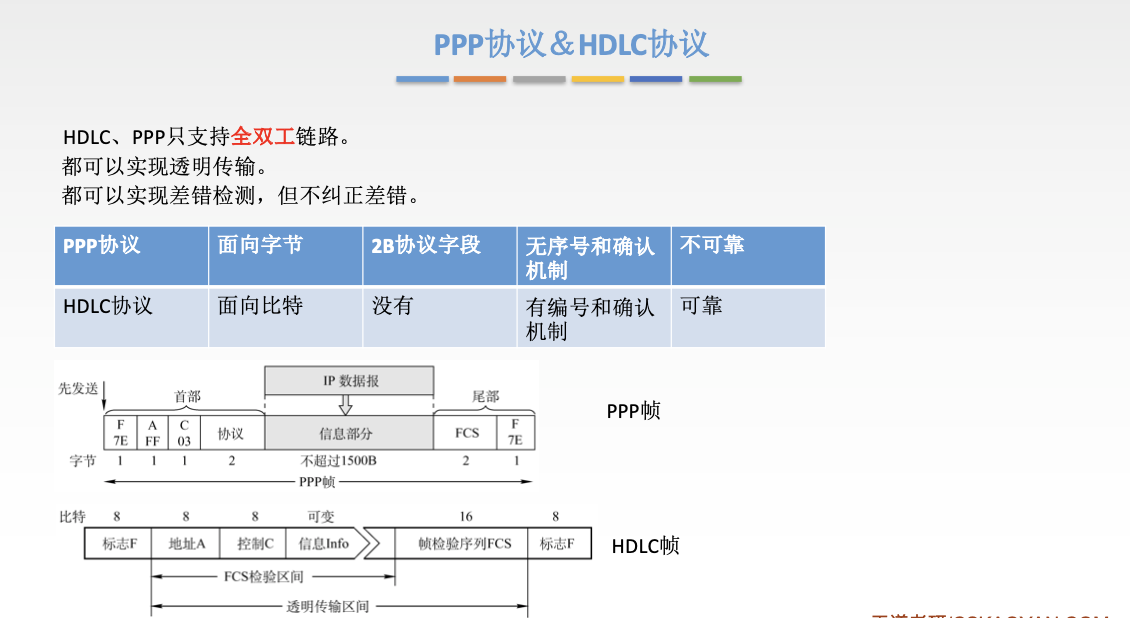 PPP协议＆HDLC协议
HDLC、PPP只支持全双工链路。
都可以实现透明传输。
都可以实现差错检测，但不纠正差错。
PPP协议 面向字节 2B协议字段 无序号和确认机制 不可靠
HDLC协议 面向比特 没有 有编号和确认机制 可靠
IP 数据报
先发送 首部 尾部
F A C F
7E FF 03 协议 信息部分 FCS 7E
字节 1 1 1 2 不超过1500B 2 1
PPP帧
PPP帧
比特 8 8 8 可变 16 8
标志F 地址A 控制C 信息Info 帧检验序列FCS 标志F
HDLC帧
FCS检验区间
透明传输区间